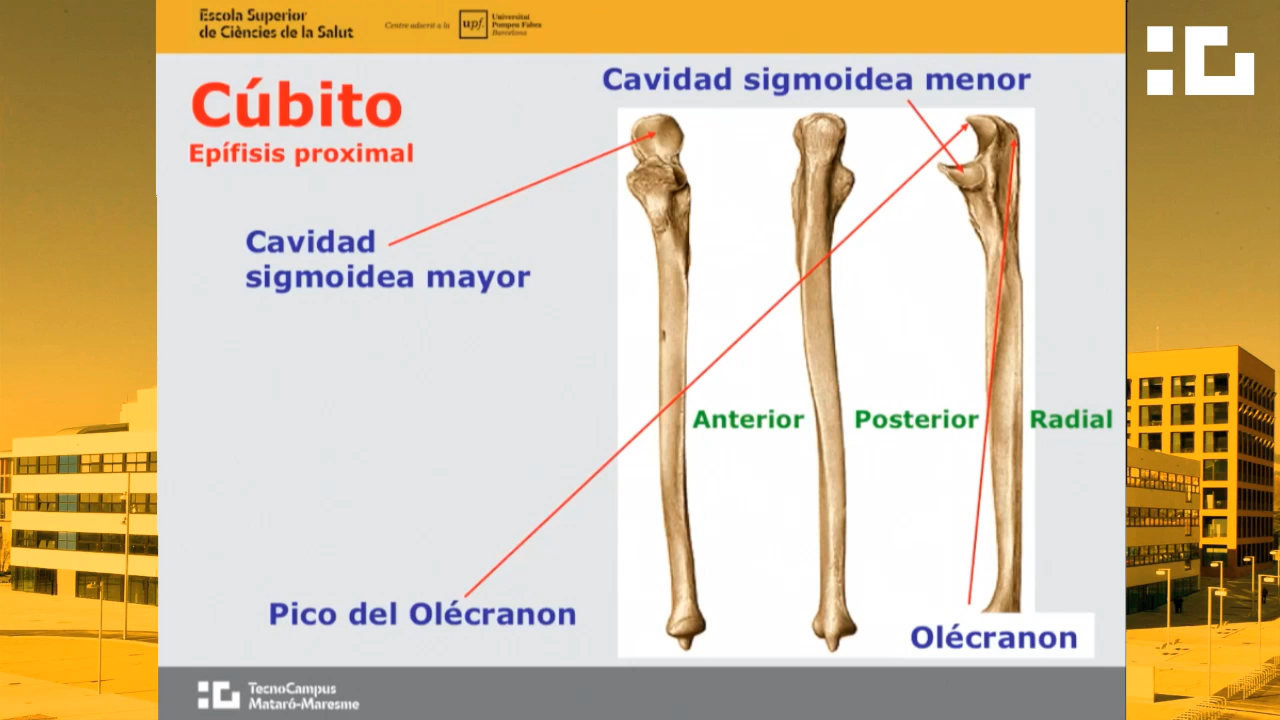 Escola Superior
de Ciències de la Salut
Centre adscrit a la
upf.
Universitat
Pompeu Fabra
Barcelona
Cúbito
Epífisis proximal
Cavidad sigmoidea menor
Cavidad
sigmoidea mayor
Anterior
Posterior
Radial
Pico del Olécranon
Olécranon
TecnoCampus
Mataró-Maresme